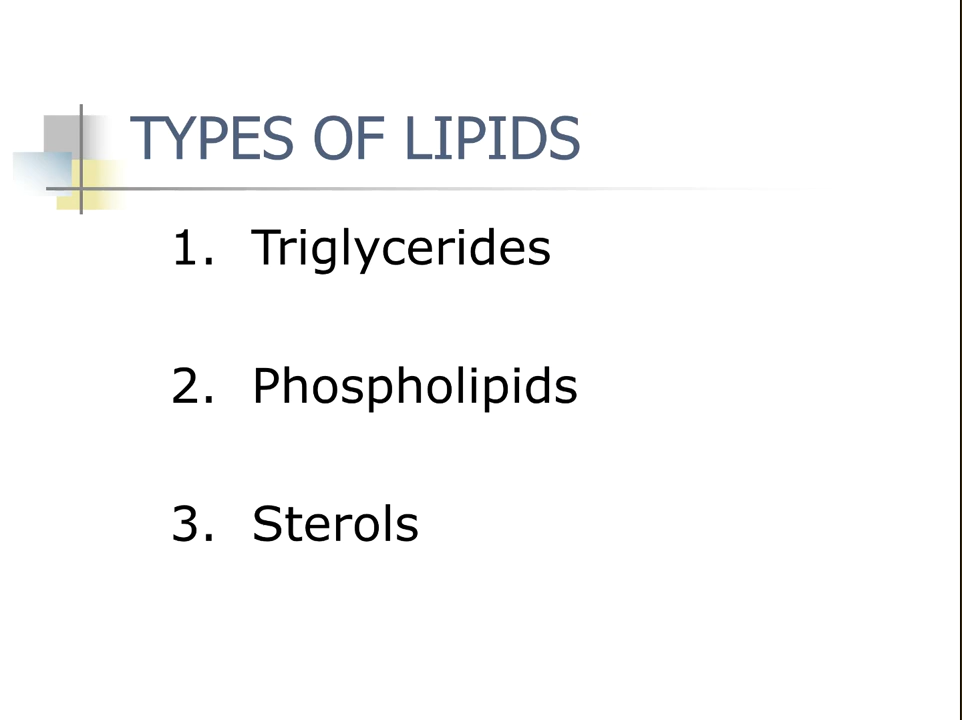 TYPES OF LIPIDS
1. Triglycerides
2. Phospholipids
3. Sterols